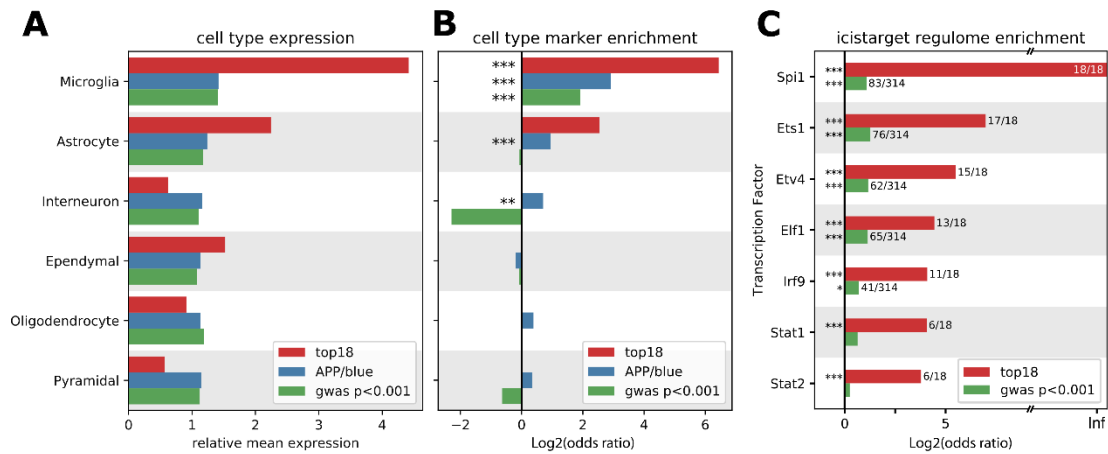 A
cell type expression
Microglia
Astrocyte
Interneuron
Ependymal
Oligodendrocyte
Pyramidal
top18
APP/blue
gwas p<0.001
0 1 2 3 4
relative mean expression
B
cell type marker enrichment
***
***
***
***
**
top18
APP/blue
gwas p<0.001
−2 0 2 4 6
Log2(odds ratio)
C
icistarget regulome enrichment
Transcription Factor
Spi1 *** 18/18
*** 83/314
Ets1 *** 17/18
*** 76/314
Etv4 *** 15/18
*** 62/314
Elf1 *** 13/18
*** 65/314
Irf9 *** 11/18
* 41/314
Stat1 *** 6/18
Stat2 *** 6/18
top18
gwas p<0.001
0 5 Inf
Log2(odds ratio)